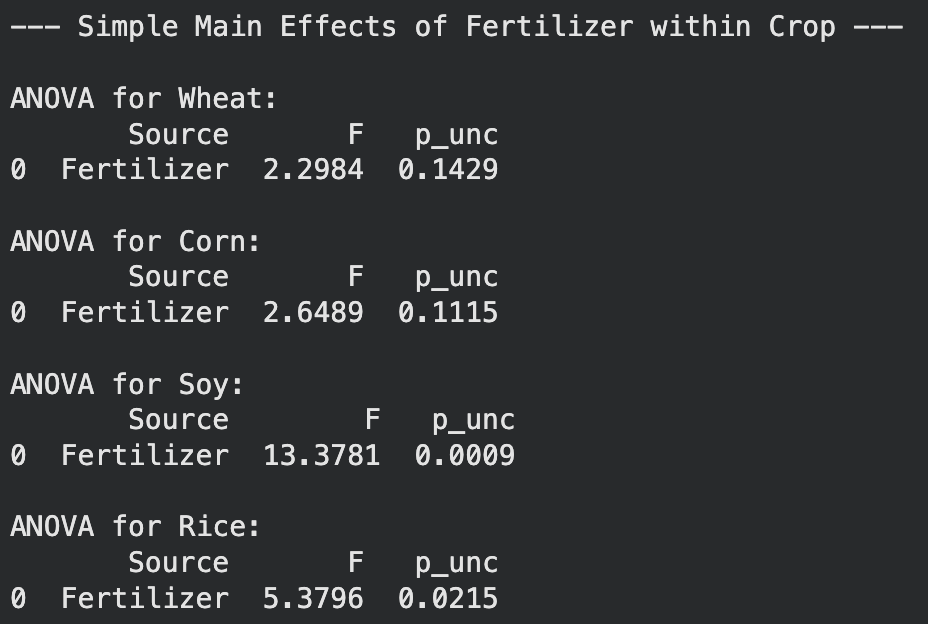 --- Simple Main Effects of Fertilizer within Crop ---
ANOVA for Wheat:
Source F p_unc
0 Fertilizer 2.2984 0.1429
ANOVA for Corn:
Source F p_unc
0 Fertilizer 2.6489 0.1115
ANOVA for Soy:
Source F p_unc
0 Fertilizer 13.3781 0.0009
ANOVA for Rice:
Source F p_unc
0 Fertilizer 5.3796 0.0215